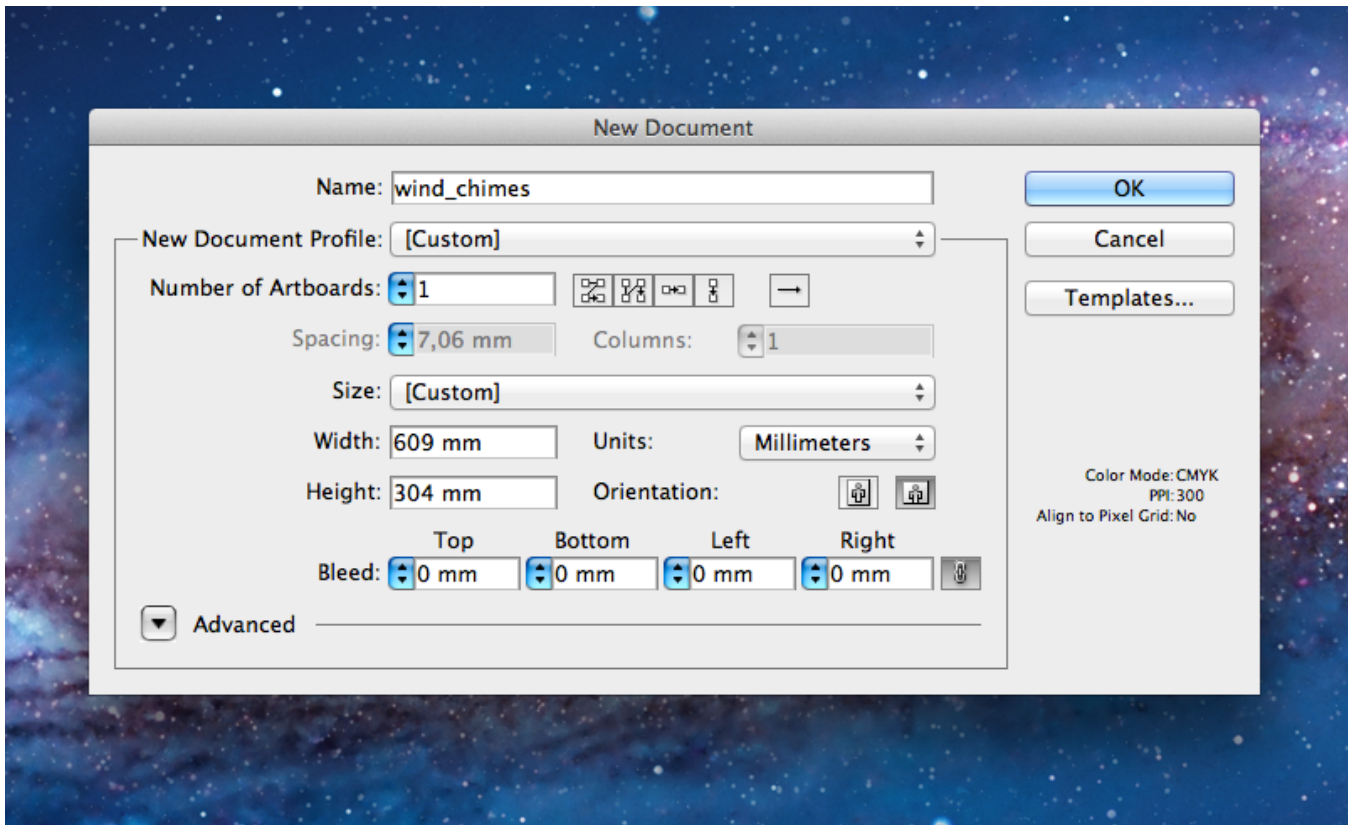 New Document
Name: wind_chimes
OK
New Document Profile: [Custom]
Cancel
Number of Artboards: 1
Templates...
Spacing: 7,06 mm Columns: 1
Size: [Custom]
Width: 609 mm Units: Millimeters
Height: 304 mm Orientation:
Color Mode: CMYK
PPI: 300
Align to Pixel Grid: No
Top Bottom Left Right
Bleed: 0 mm 0 mm 0 mm 0 mm
Advanced